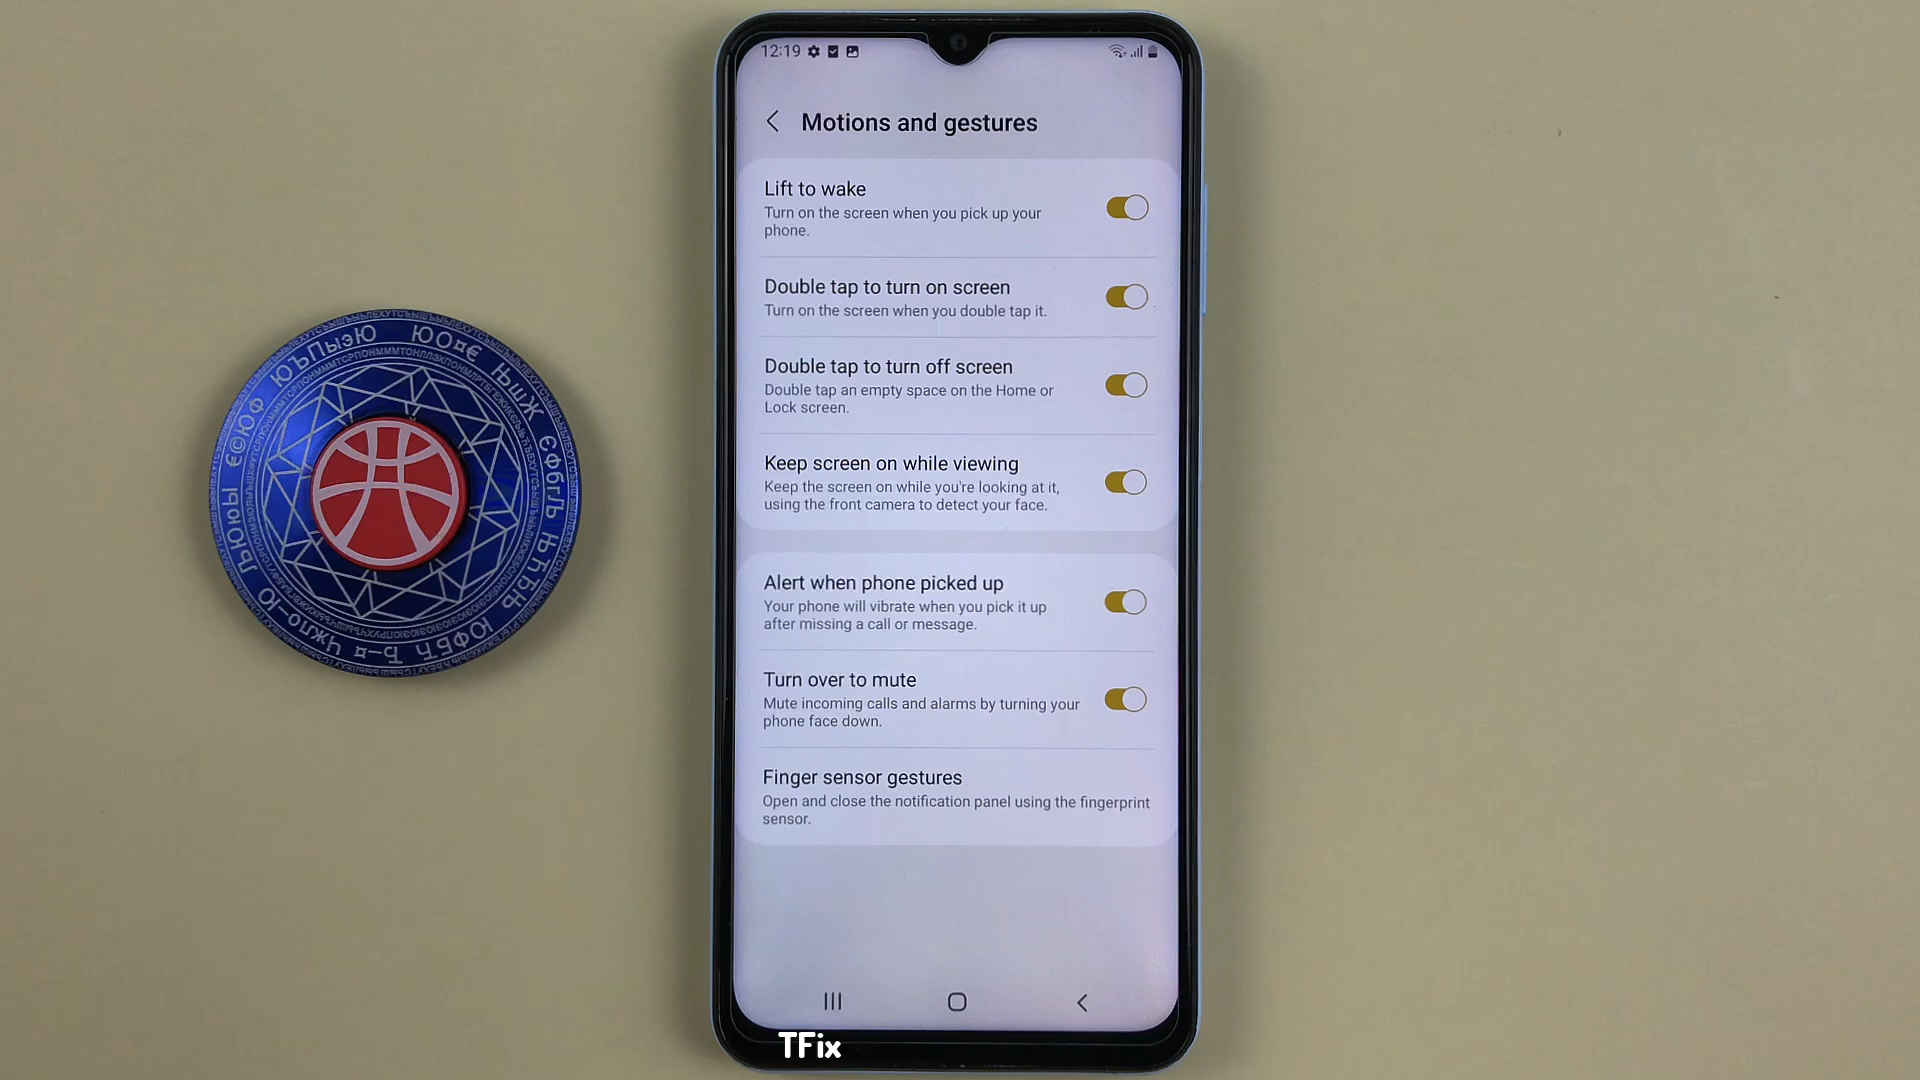 12:19
Motions and gestures
Lift to wake
Turn on the screen when you pick up your
phone.
Double tap to turn on screen
Turn on the screen when you double tap it.
Double tap to turn off screen
Double tap an empty space on the Home or
Lock screen.
Keep screen on while viewing
Keep the screen on while you're looking at it,
using the front camera to detect your face.
Alert when phone picked up
Your phone will vibrate when you pick it up
after missing a call or message.
Turn over to mute
Mute incoming calls and alarms by turning your
phone face down.
Finger sensor gestures
Open and close the notification panel using the fingerprint
sensor.
TFix